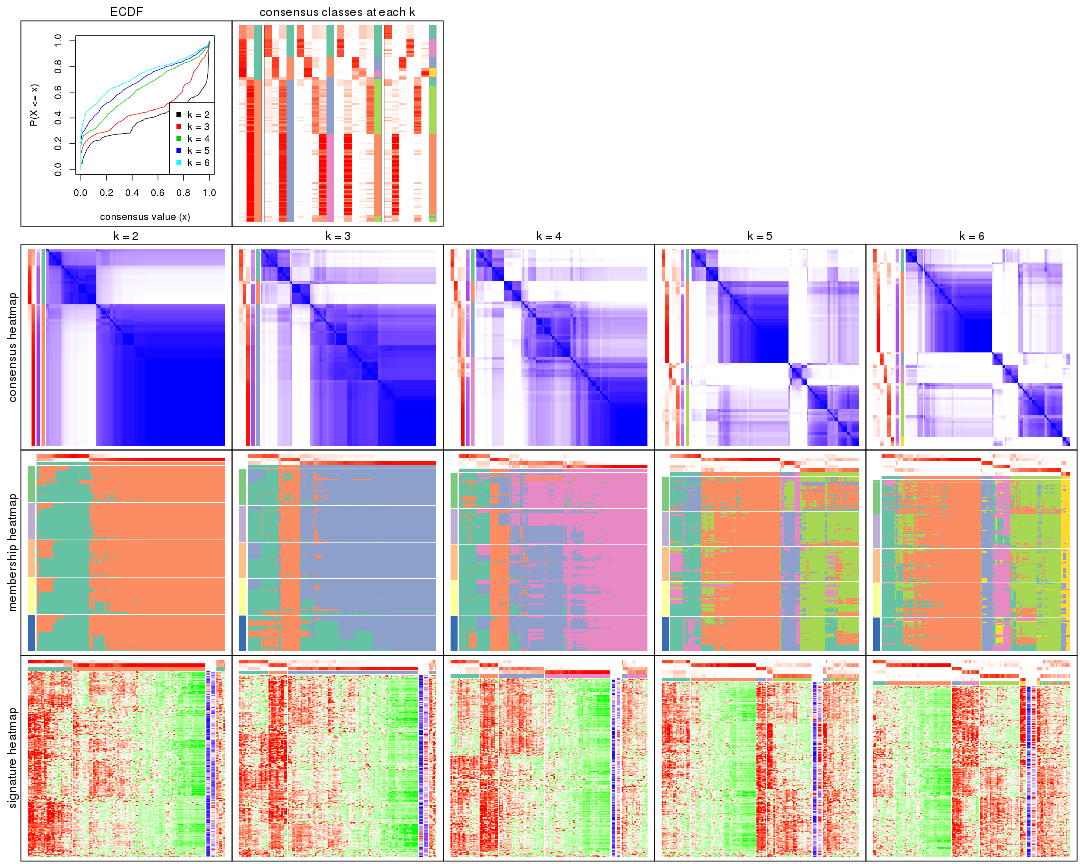 ECDF
consensus classes at each k
P(X <= x)
0.0 0.2 0.4 0.6 0.8 1.0
k = 2
k = 3
k = 4
k = 5
k = 6
0.0 0.2 0.4 0.6 0.8 1.0
consensus value (x)
k = 2
k = 3
k = 4
k = 5
k = 6
consensus heatmap
membership heatmap
signature heatmap